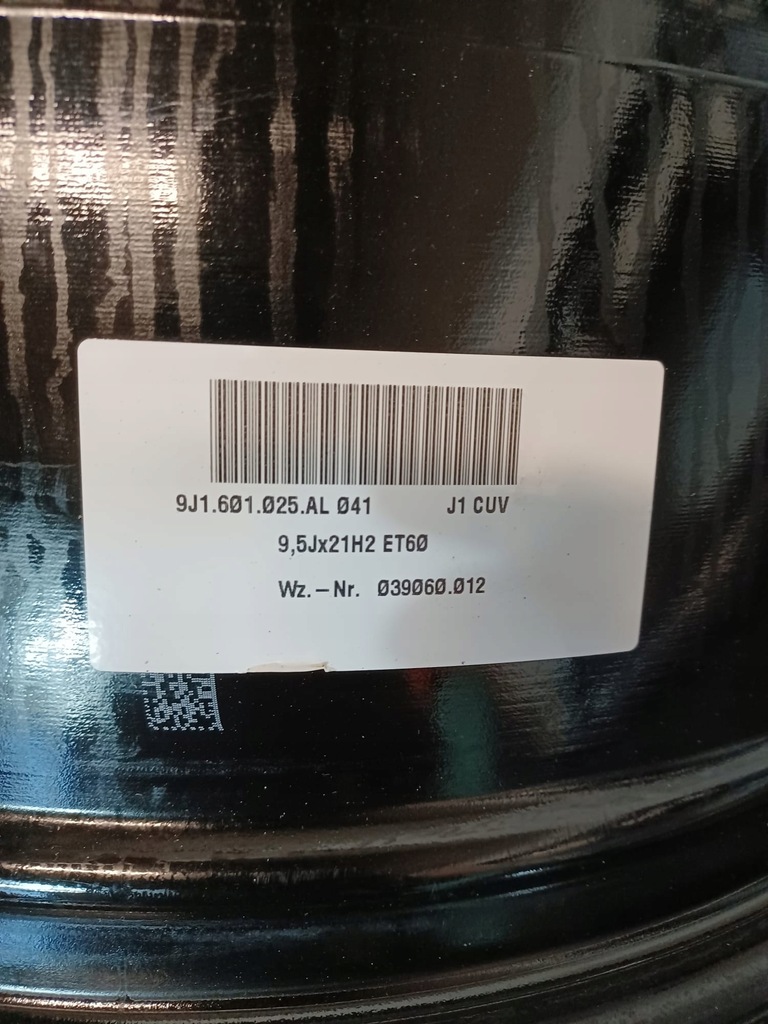 9J1.601.025.AL 041 J1 CUV
9,5Jx21H2 ET60
Wz.-Nr. 039060.012